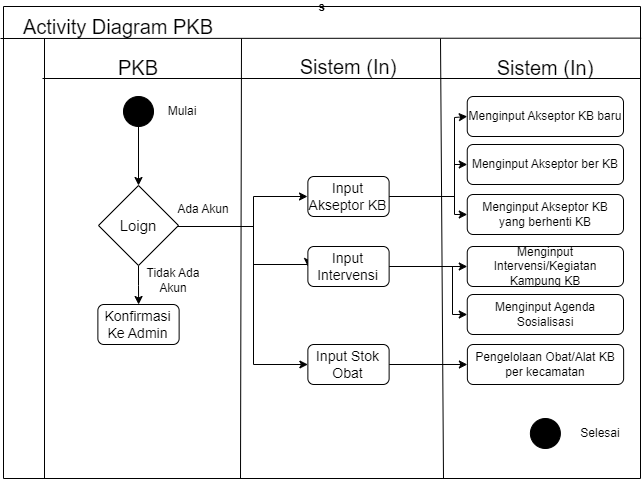 s
Activity Diagram PKB
PKB
Sistem (In)
Sistem (In)
Mulai
Loign
Ada Akun
Tidak Ada
Akun
Konfirmasi
Ke Admin
Input
Akseptor KB
Input
Intervensi
Input Stok
Obat
Menginput Akseptor KB baru
Menginput Akseptor ber KB
Menginput Akseptor KB
yang berhenti KB
Menginput
Intervensi/Kegiatan
Kampung KB
Menginput Agenda
Sosialisasi
Pengelolaan Obat/Alat KB
per kecamatan
Selesai